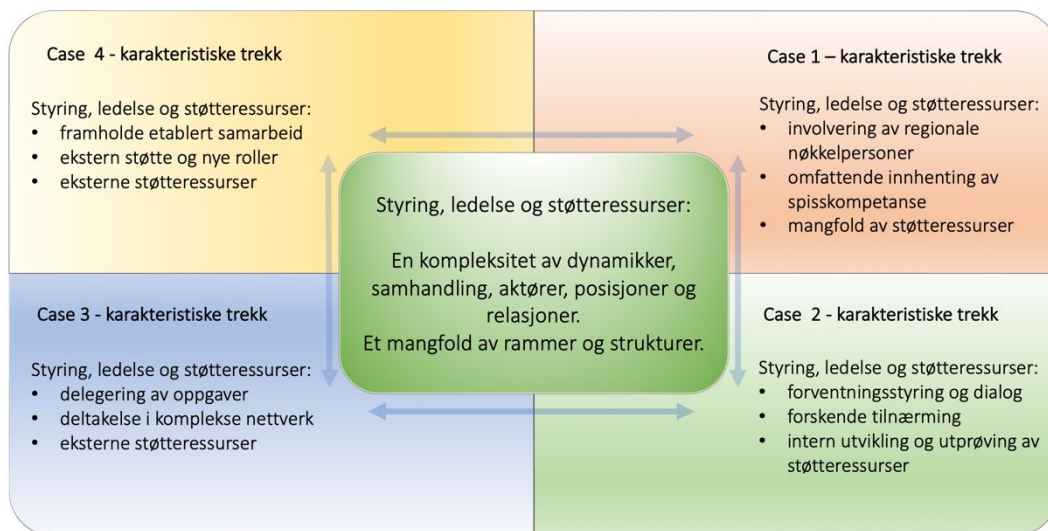 Case 4 - karakteristiske trekk
Styring, ledelse og støtteressurser:
• framholde etablert samarbeid
• ekstern støtte og nye roller
• eksterne støtteressurser
Case 1 – karakteristiske trekk
Styring, ledelse og støtteressurser:
• involvering av regionale
nøkkelpersoner
• omfattende innhenting av
spisskompetanse
• mangfold av støtteressurser
Styring, ledelse og støtteressurser:
En kompleksitet av dynamikker,
samhandling, aktører, posisjoner og
relasjoner.
Et mangfold av rammer og strukturer.
Case 3 - karakteristiske trekk
Styring, ledelse og støtteressurser:
• delegering av oppgaver
• deltakelse i komplekse nettverk
• eksterne støtteressurser
Case 2 - karakteristiske trekk
Styring, ledelse og støtteressurser:
• forventningsstyring og dialog
• forskende tilnærming
• intern utvikling og utprøving av
støtteressurser